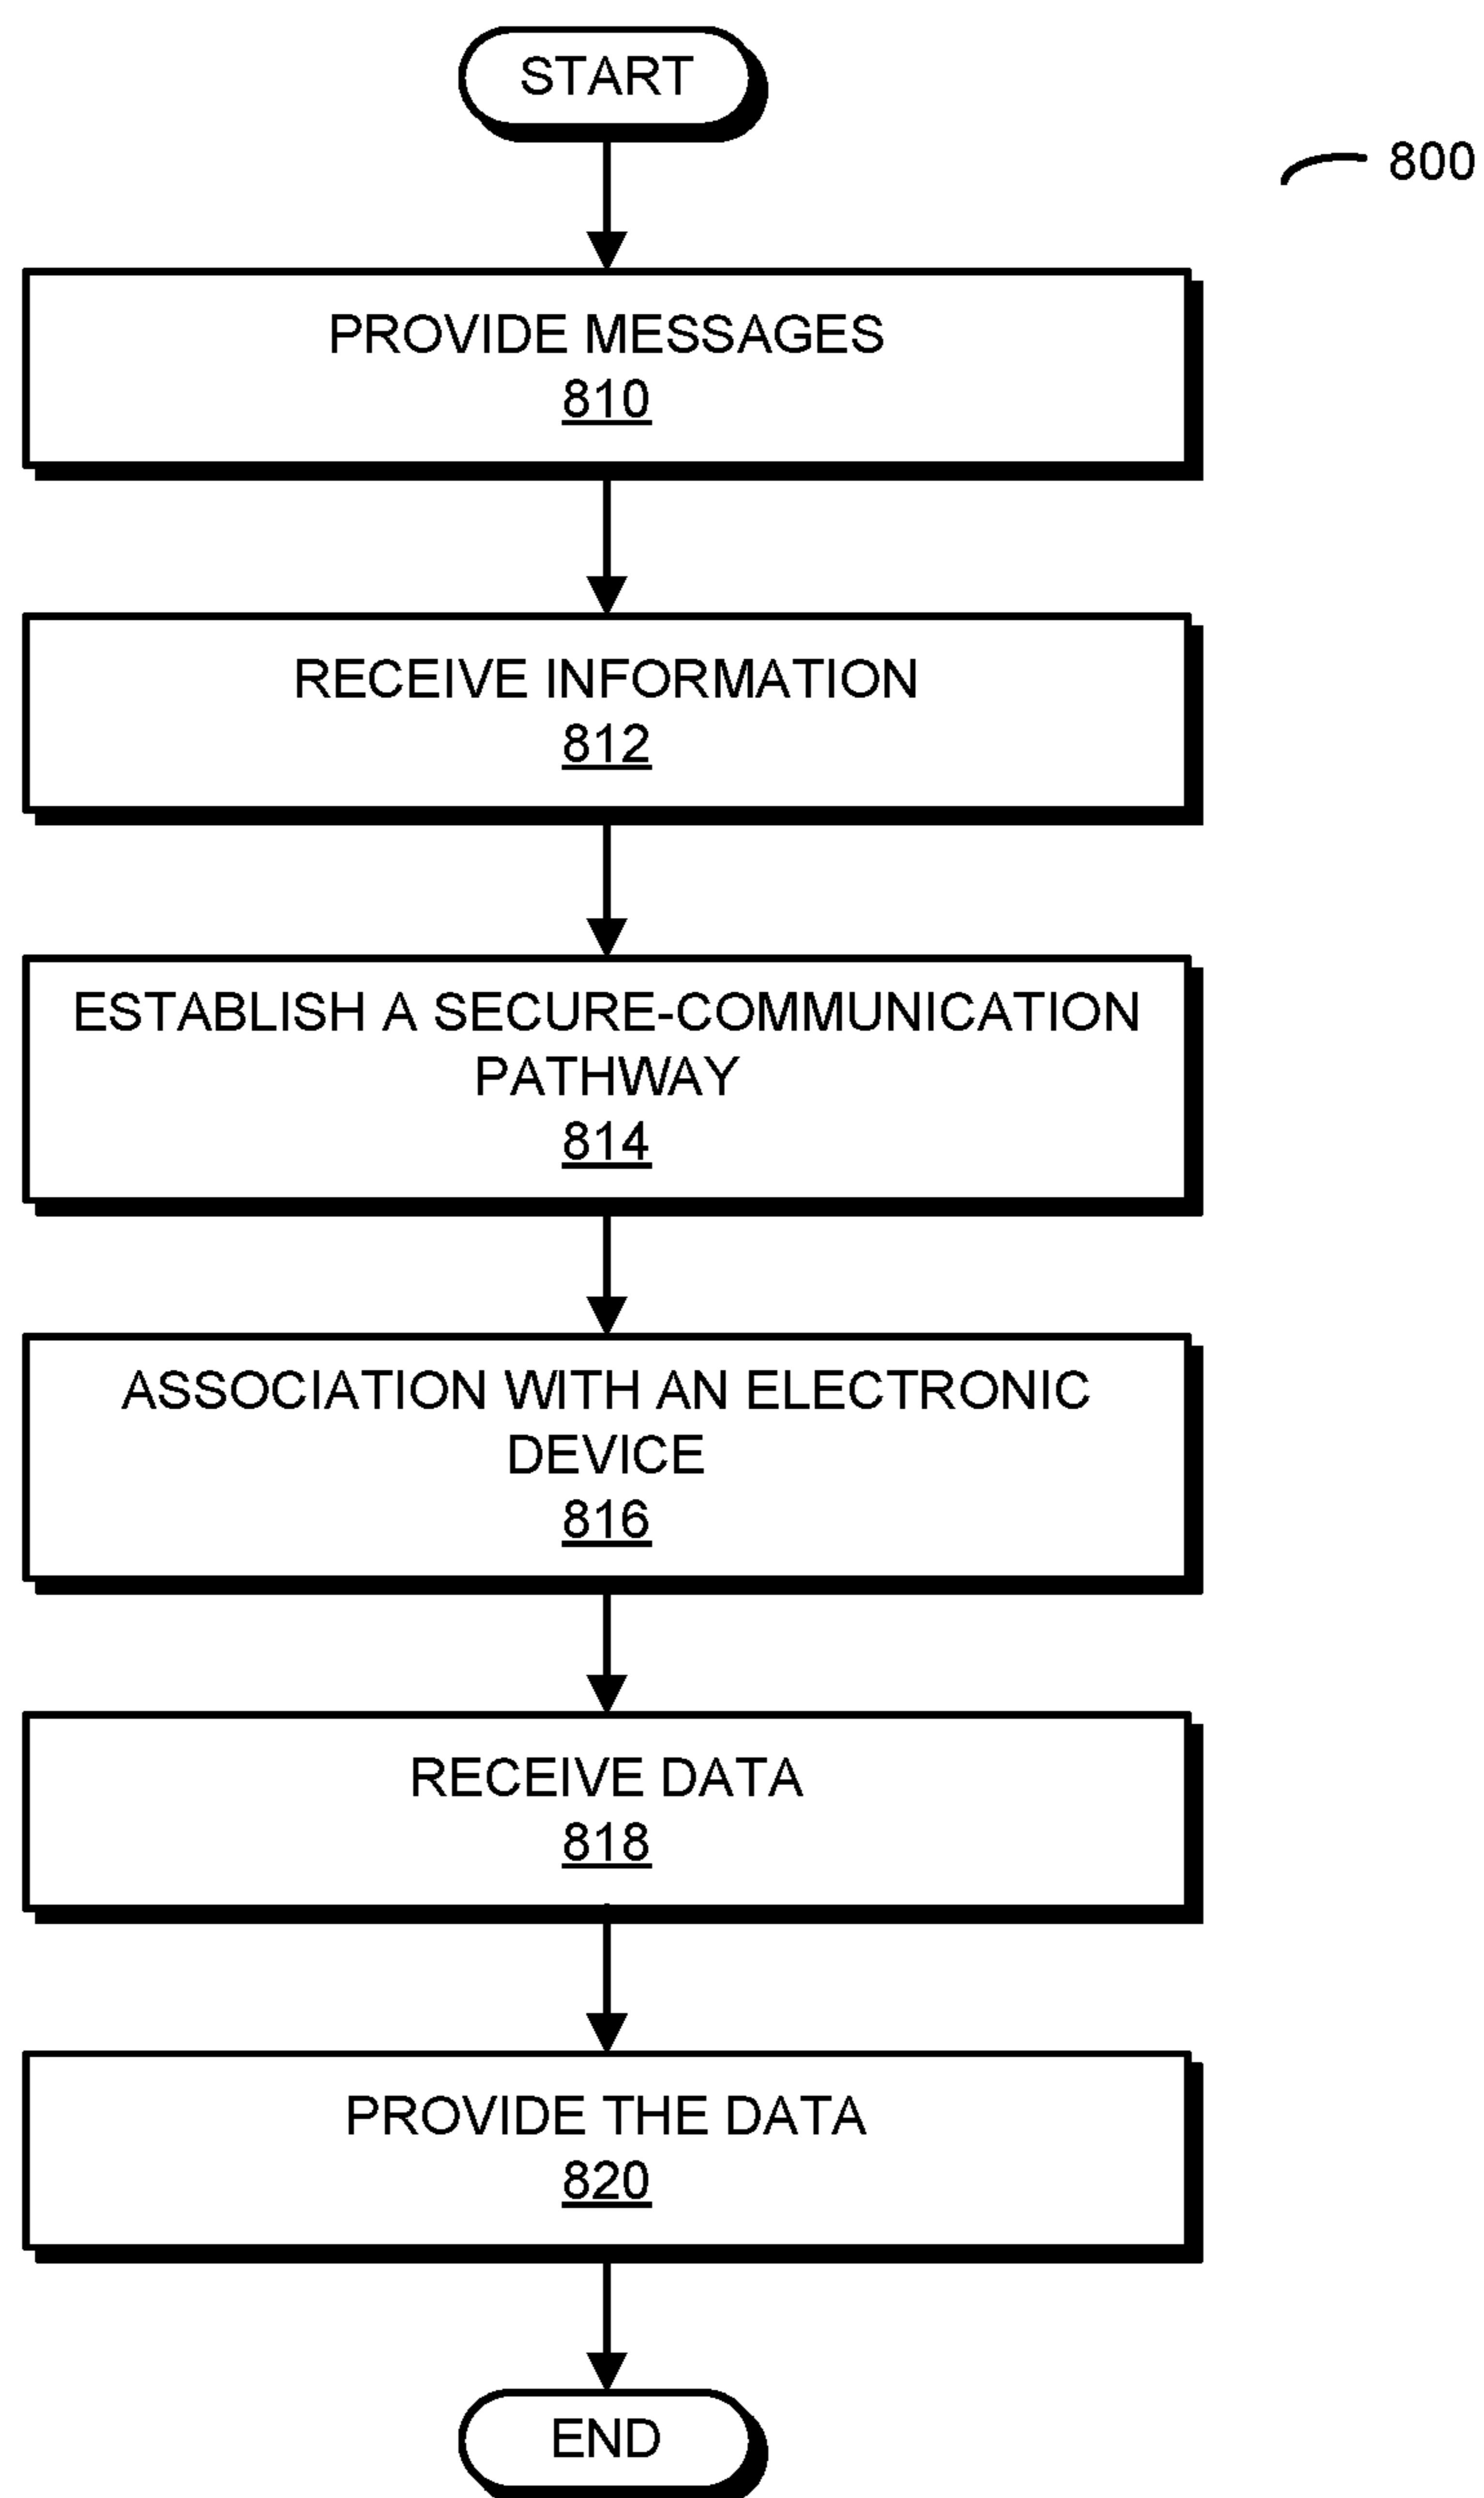 START
800
PROVIDE MESSAGES
810
RECEIVE INFORMATION
812
ESTABLISH A SECURE-COMMUNICATION
PATHWAY
814
ASSOCIATION WITH AN ELECTRONIC
DEVICE
816
RECEIVE DATA
818
PROVIDE THE DATA
820
END